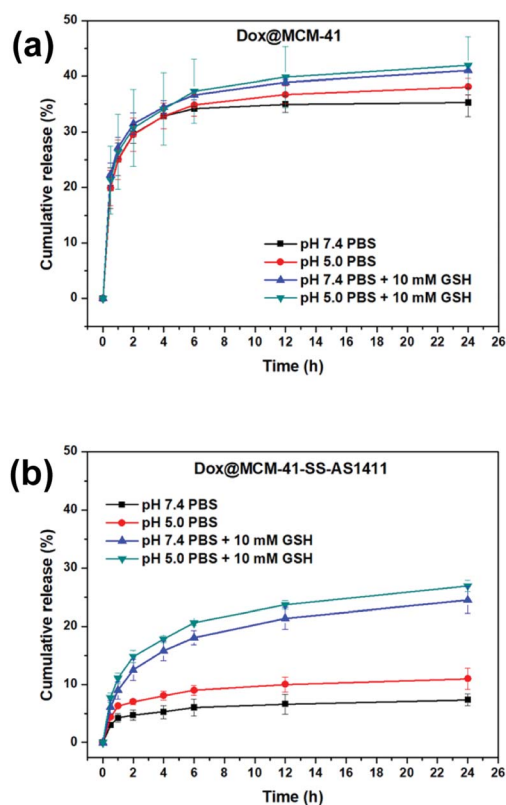 (a)
Dox@MCM-41
Cumulative release (%)
50
40
30
20
10
0
pH 7.4 PBS
pH 5.0 PBS
pH 7.4 PBS + 10 mM GSH
pH 5.0 PBS + 10 mM GSH
0 2 4 6 8 10 12 14 16 18 20 22 24 26
Time (h)
(b)
Dox@MCM-41-SS-AS1411
Cumulative release (%)
50
40
30
20
10
0
pH 7.4 PBS
pH 5.0 PBS
pH 7.4 PBS + 10 mM GSH
pH 5.0 PBS + 10 mM GSH
0 2 4 6 8 10 12 14 16 18 20 22 24 26
Time (h)